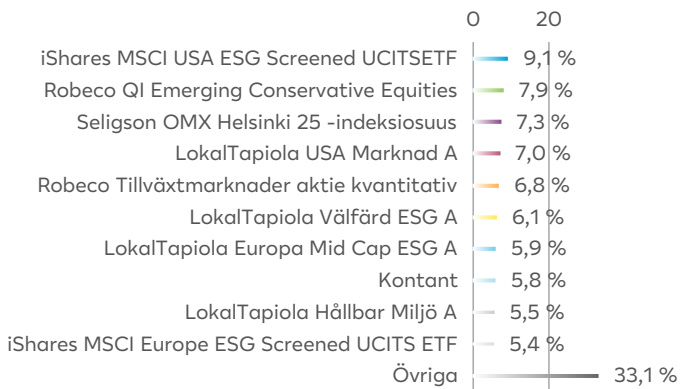 0 20
iShares MSCI USA ESG Screened UCITSETF 9,1 %
Robeco QI Emerging Conservative Equities 7,9 %
Seligson OMX Helsinki 25 -indeksiosuus 7,3 %
LokalTapiola USA Marknad A 7,0 %
Robeco Tillväxtmarknader aktie kvantitativ 6,8 %
LokalTapiola Välfärd ESG A 6,1 %
LokalTapiola Europa Mid Cap ESG A 5,9 %
Kontant 5,8 %
LokalTapiola Hållbar Miljö A 5,5 %
iShares MSCI Europe ESG Screened UCITS ETF 5,4 %
Övriga 33,1 %